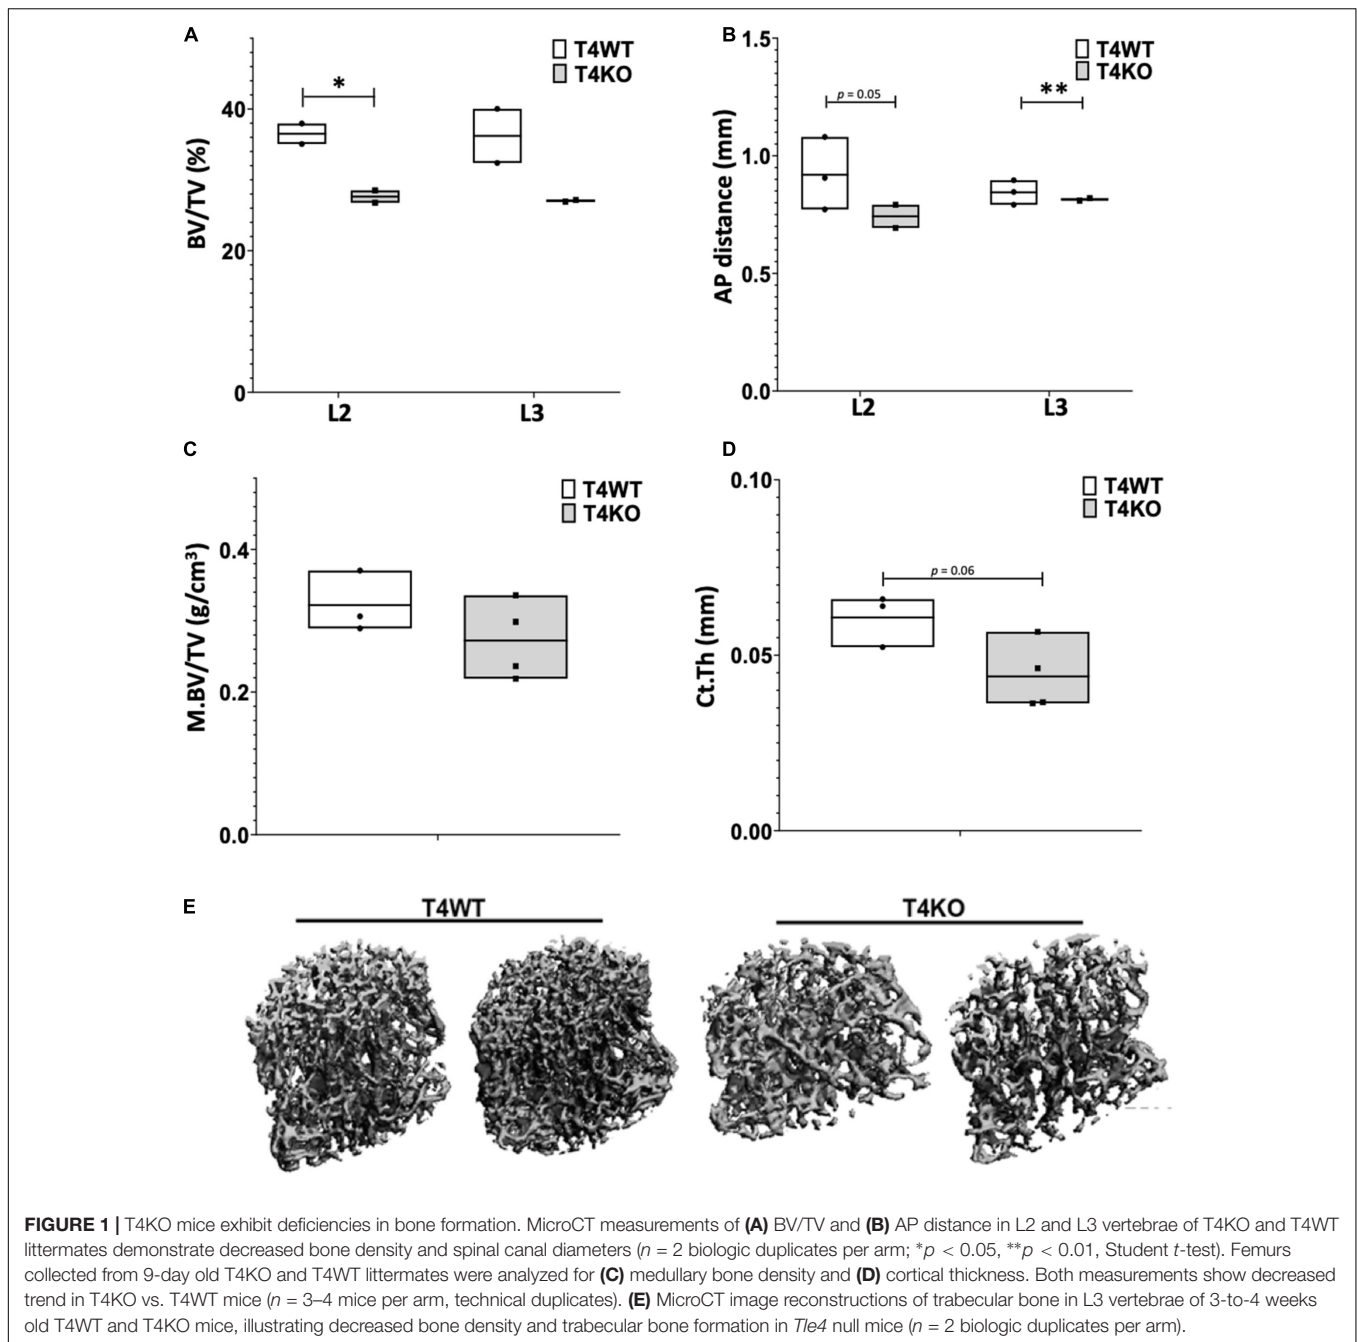 A
T4WT
T4KO
*
BV/TV (%)
40
20
0
L2
L3
B
T4WT
T4KO
p = 0.05
**
AP distance (mm)
1.5
1.0
0.5
0.0
L2
L3
C
T4WT
T4KO
M.BV/TV (g/cm³)
0.4
0.2
0.0
D
T4WT
T4KO
p = 0.06
Ct.Th (mm)
0.10
0.05
0.00
E
T4WT
T4KO
FIGURE 1 | T4KO mice exhibit deficiencies in bone formation. MicroCT measurements of (A) BV/TV and (B) AP distance in L2 and L3 vertebrae of T4KO and T4WT
littermates demonstrate decreased bone density and spinal canal diameters (n = 2 biologic duplicates per arm; *p < 0.05, **p < 0.01, Student t-test). Femurs
collected from 9-day old T4KO and T4WT littermates were analyzed for (C) medullary bone density and (D) cortical thickness. Both measurements show decreased
trend in T4KO vs. T4WT mice (n = 3–4 mice per arm, technical duplicates). (E) MicroCT image reconstructions of trabecular bone in L3 vertebrae of 3-to-4 weeks
old T4WT and T4KO mice, illustrating decreased bone density and trabecular bone formation in Tle4 null mice (n = 2 biologic duplicates per arm).